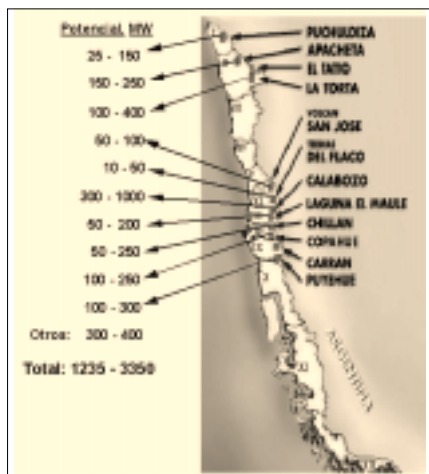 Potencial, MW
25 - 150
150 - 250
100 - 400
50 - 100
10 - 50
300 - 1000
50 - 200
50 - 250
100 - 250
100 - 300
Otros: 300 - 400
Total: 1235 - 3350
PUCHULDIZA
APACHETA
EL TATIO
LA TORTA
VOLCAN
SAN JOSE
TERMAS
DEL FLACO
CALABOZO
LAGUNA EL MAULE
CHILLAN
COPAHUE
CARRAN
PUYEHUE
ARGENTINA